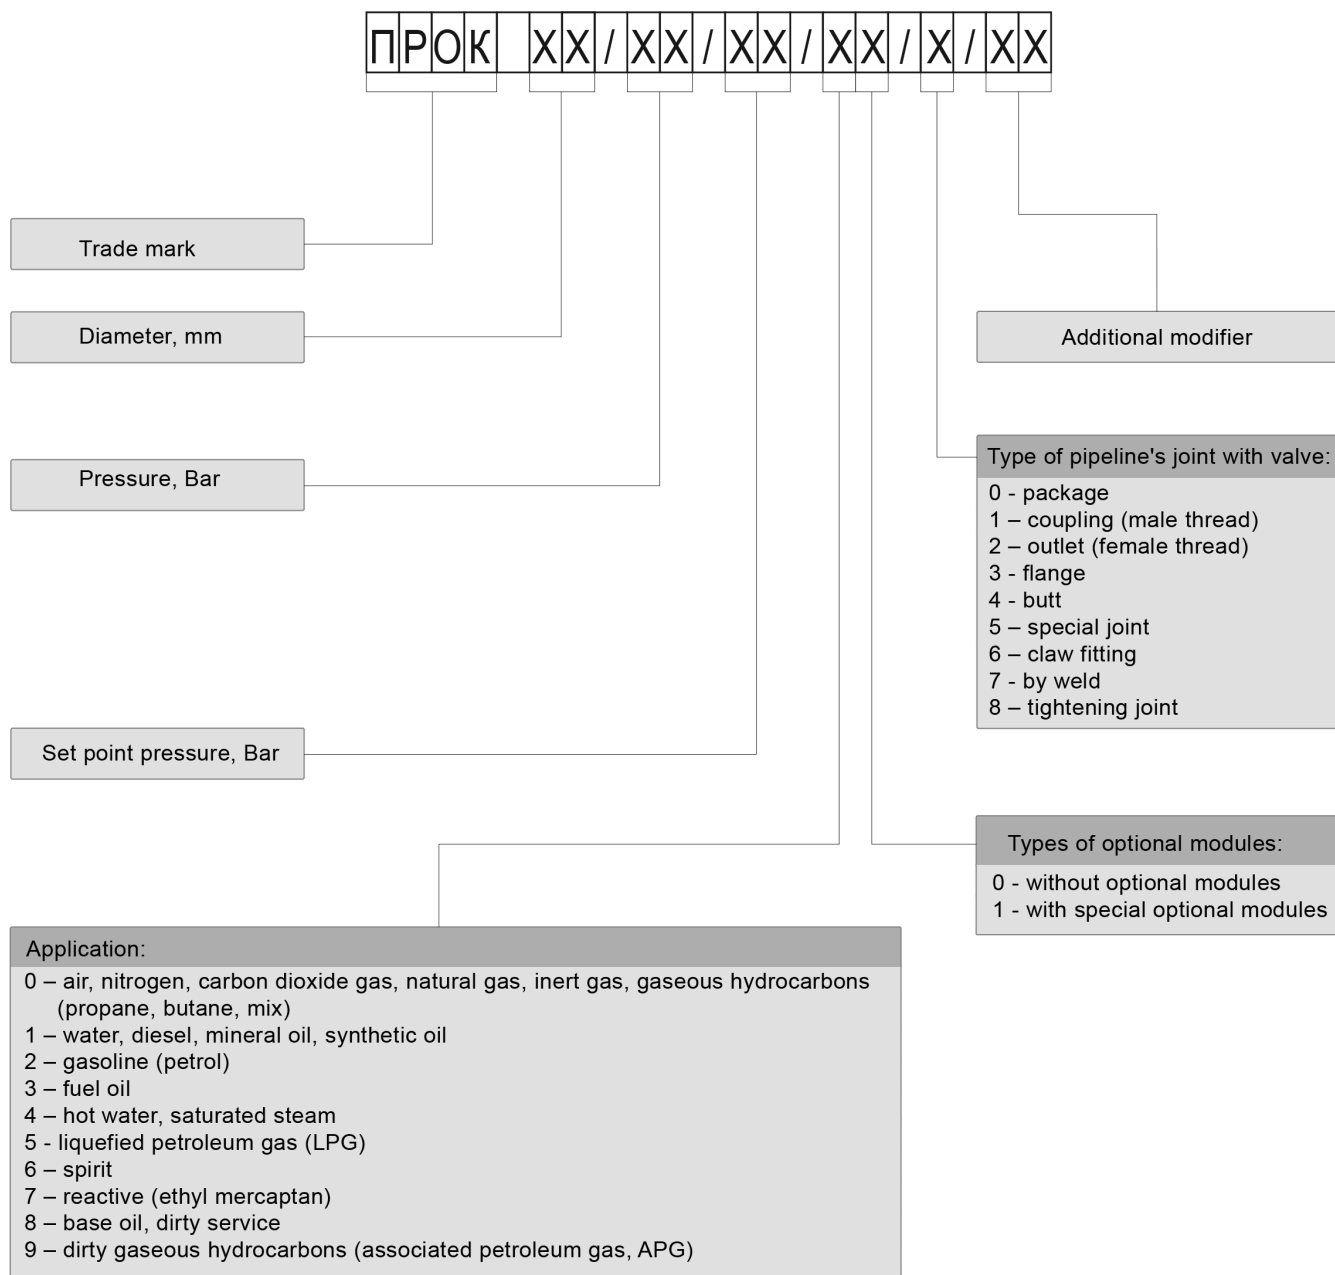 ПРОК XX/XX/XX/XX/X/XX
Trade mark
Diameter, mm
Pressure, Bar
Set point pressure, Bar
Additional modifier
Type of pipeline's joint with valve:
0 - package
1 – coupling (male thread)
2 – outlet (female thread)
3 - flange
4 - butt
5 – special joint
6 – claw fitting
7 - by weld
8 – tightening joint
Types of optional modules:
0 - without optional modules
1 - with special optional modules
Application:
0 – air, nitrogen, carbon dioxide gas, natural gas, inert gas, gaseous hydrocarbons
(propane, butane, mix)
1 – water, diesel, mineral oil, synthetic oil
2 – gasoline (petrol)
3 – fuel oil
4 – hot water, saturated steam
5 - liquefied petroleum gas (LPG)
6 – spirit
7 – reactive (ethyl mercaptan)
8 – base oil, dirty service
9 – dirty gaseous hydrocarbons (associated petroleum gas, APG)